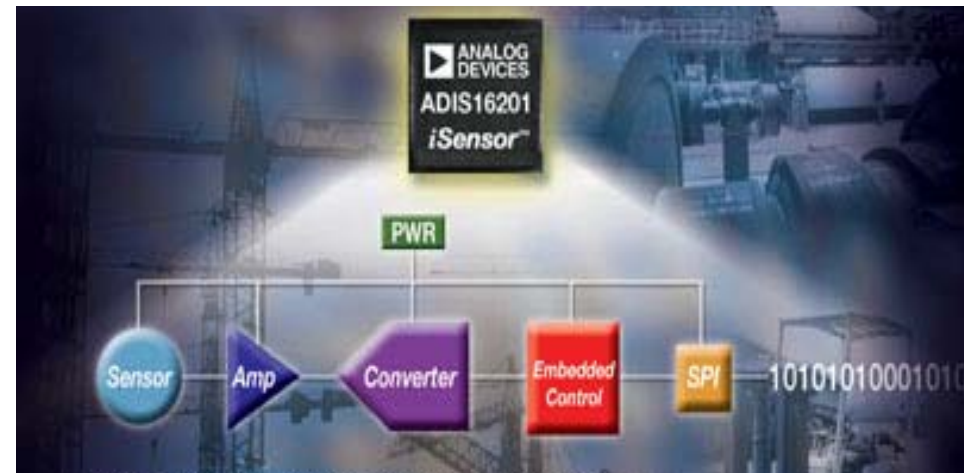 ANALOG
DEVICES
ADIS16201
iSensor™
PWR
Sensor
Amp
Converter
Embedded
Control
SPI
10101010001010